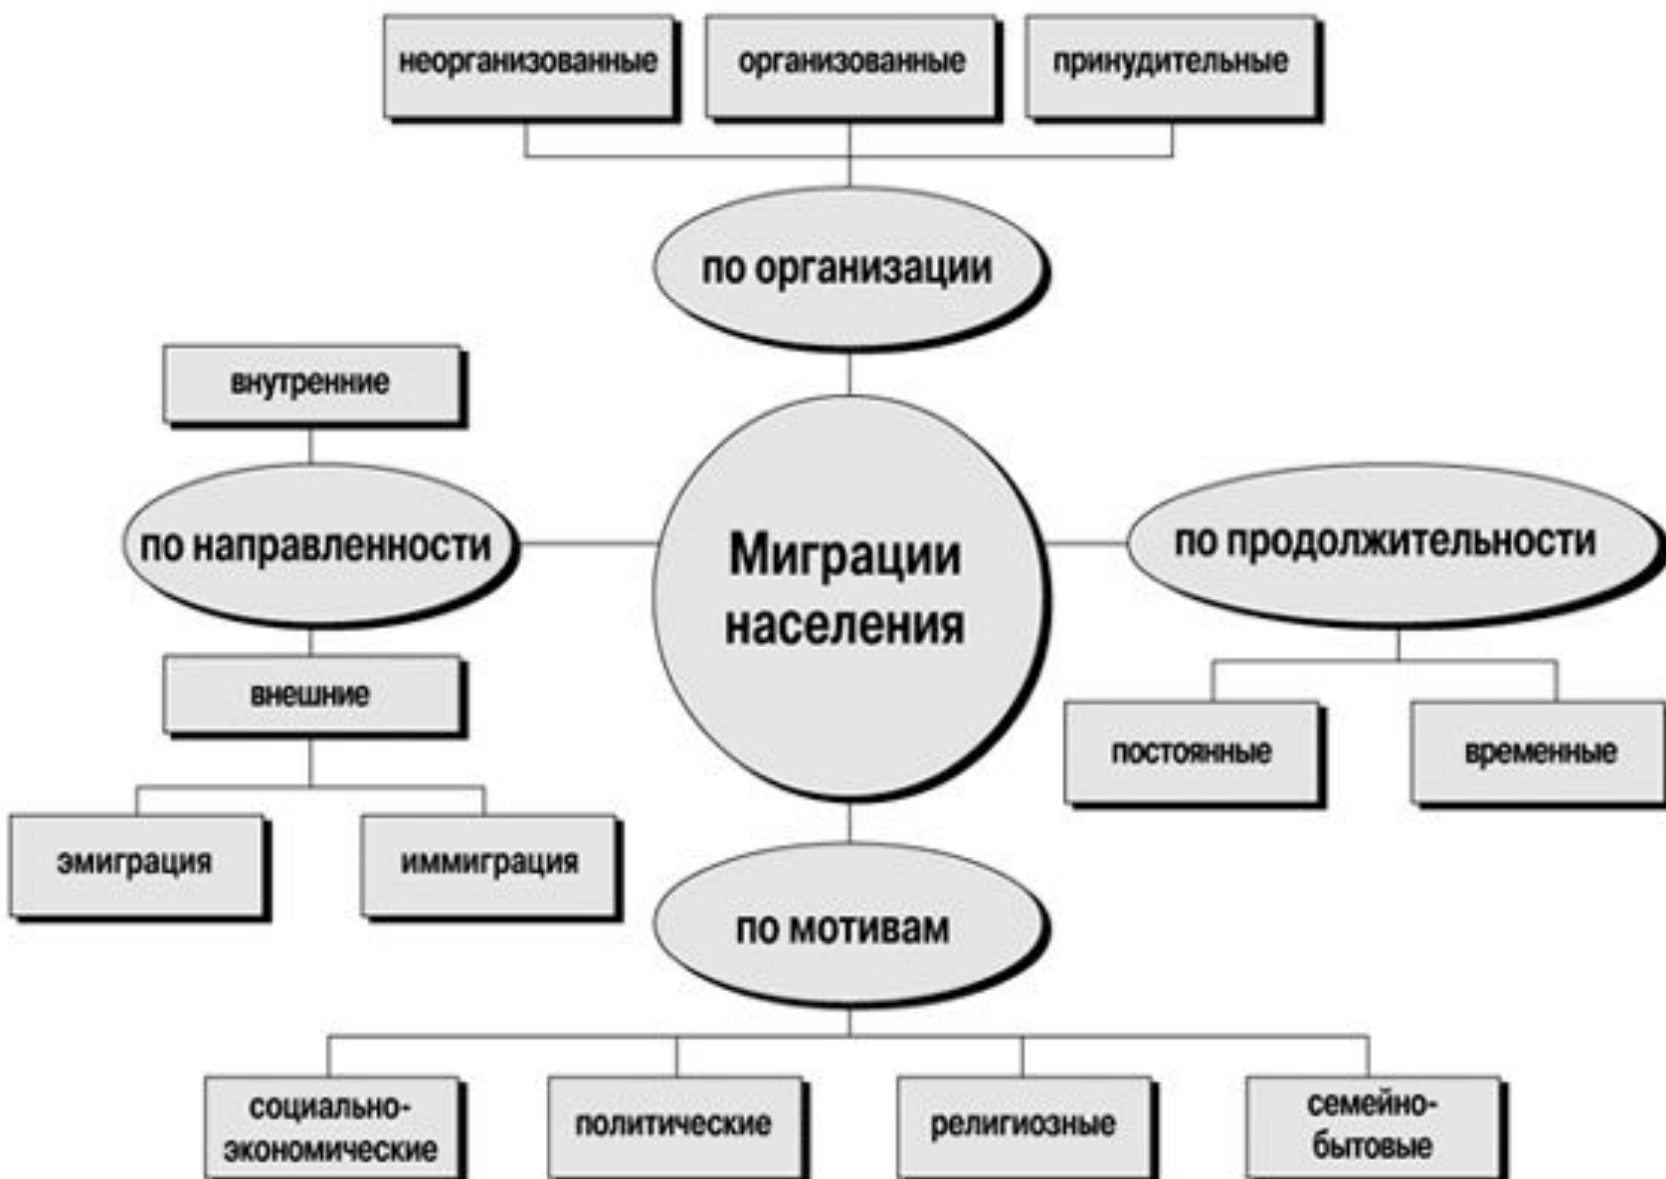 неорганизованные
организованные
принудительные
по организации
внутренние
по направленности
Миграции
населения
по продолжительности
внешние
постоянные
временные
эмиграция
иммиграция
по мотивам
социально-
экономические
политические
религиозные
семейно-
бытовые